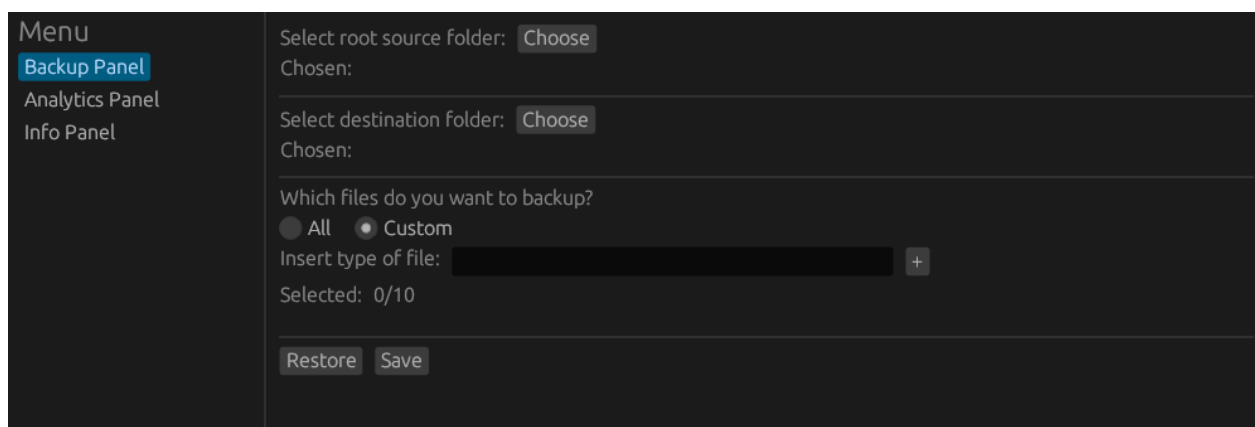 Menu
Backup Panel
Analytics Panel
Info Panel
Select root source folder: Choose
Chosen:
Select destination folder: Choose
Chosen:
Which files do you want to backup?
All Custom
Insert type of file: +
Selected: 0/10
Restore Save